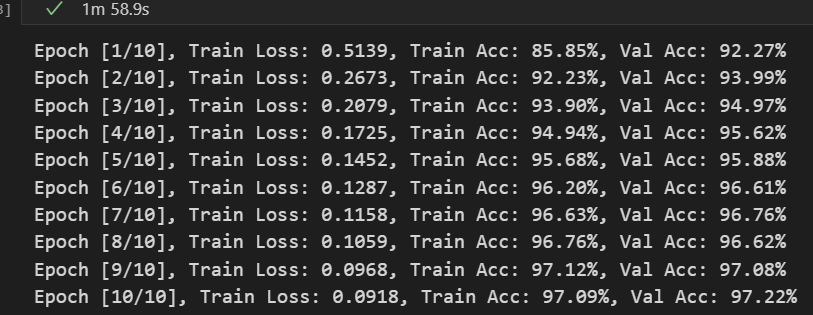 ] 1m 58.9s
Epoch [1/10], Train Loss: 0.5139, Train Acc: 85.85%, Val Acc: 92.27%
Epoch [2/10], Train Loss: 0.2673, Train Acc: 92.23%, Val Acc: 93.99%
Epoch [3/10], Train Loss: 0.2079, Train Acc: 93.90%, Val Acc: 94.97%
Epoch [4/10], Train Loss: 0.1725, Train Acc: 94.94%, Val Acc: 95.62%
Epoch [5/10], Train Loss: 0.1452, Train Acc: 95.68%, Val Acc: 95.88%
Epoch [6/10], Train Loss: 0.1287, Train Acc: 96.20%, Val Acc: 96.61%
Epoch [7/10], Train Loss: 0.1158, Train Acc: 96.63%, Val Acc: 96.76%
Epoch [8/10], Train Loss: 0.1059, Train Acc: 96.76%, Val Acc: 96.62%
Epoch [9/10], Train Loss: 0.0968, Train Acc: 97.12%, Val Acc: 97.08%
Epoch [10/10], Train Loss: 0.0918, Train Acc: 97.09%, Val Acc: 97.22%